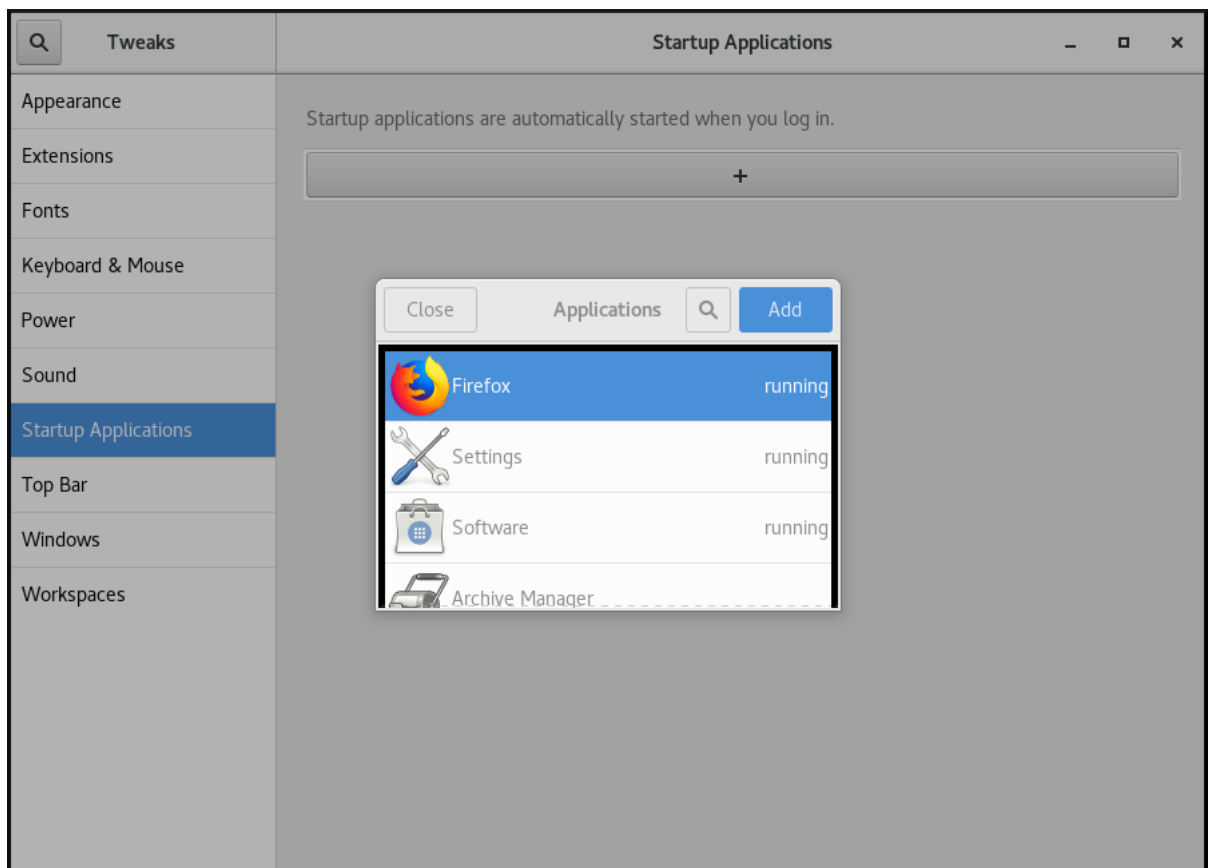 Tweaks
Startup Applications
Appearance
Extensions
Fonts
Keyboard & Mouse
Power
Sound
Startup Applications
Top Bar
Windows
Workspaces
Startup applications are automatically started when you log in.
+
Close Applications Add
Firefox running
Settings running
Software running
Archive Manager